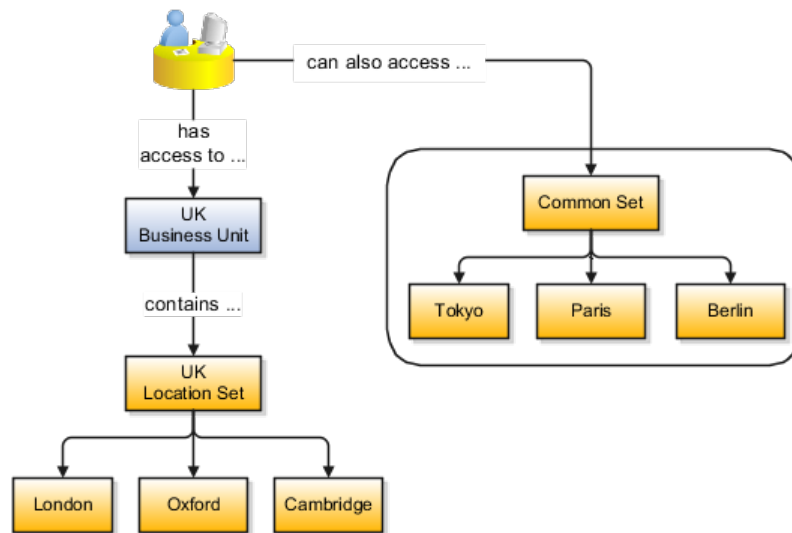 can also access ...
has
access to ...
UK
Business Unit
Common Set
contains ...
Tokyo
Paris
Berlin
UK
Location Set
London
Oxford
Cambridge